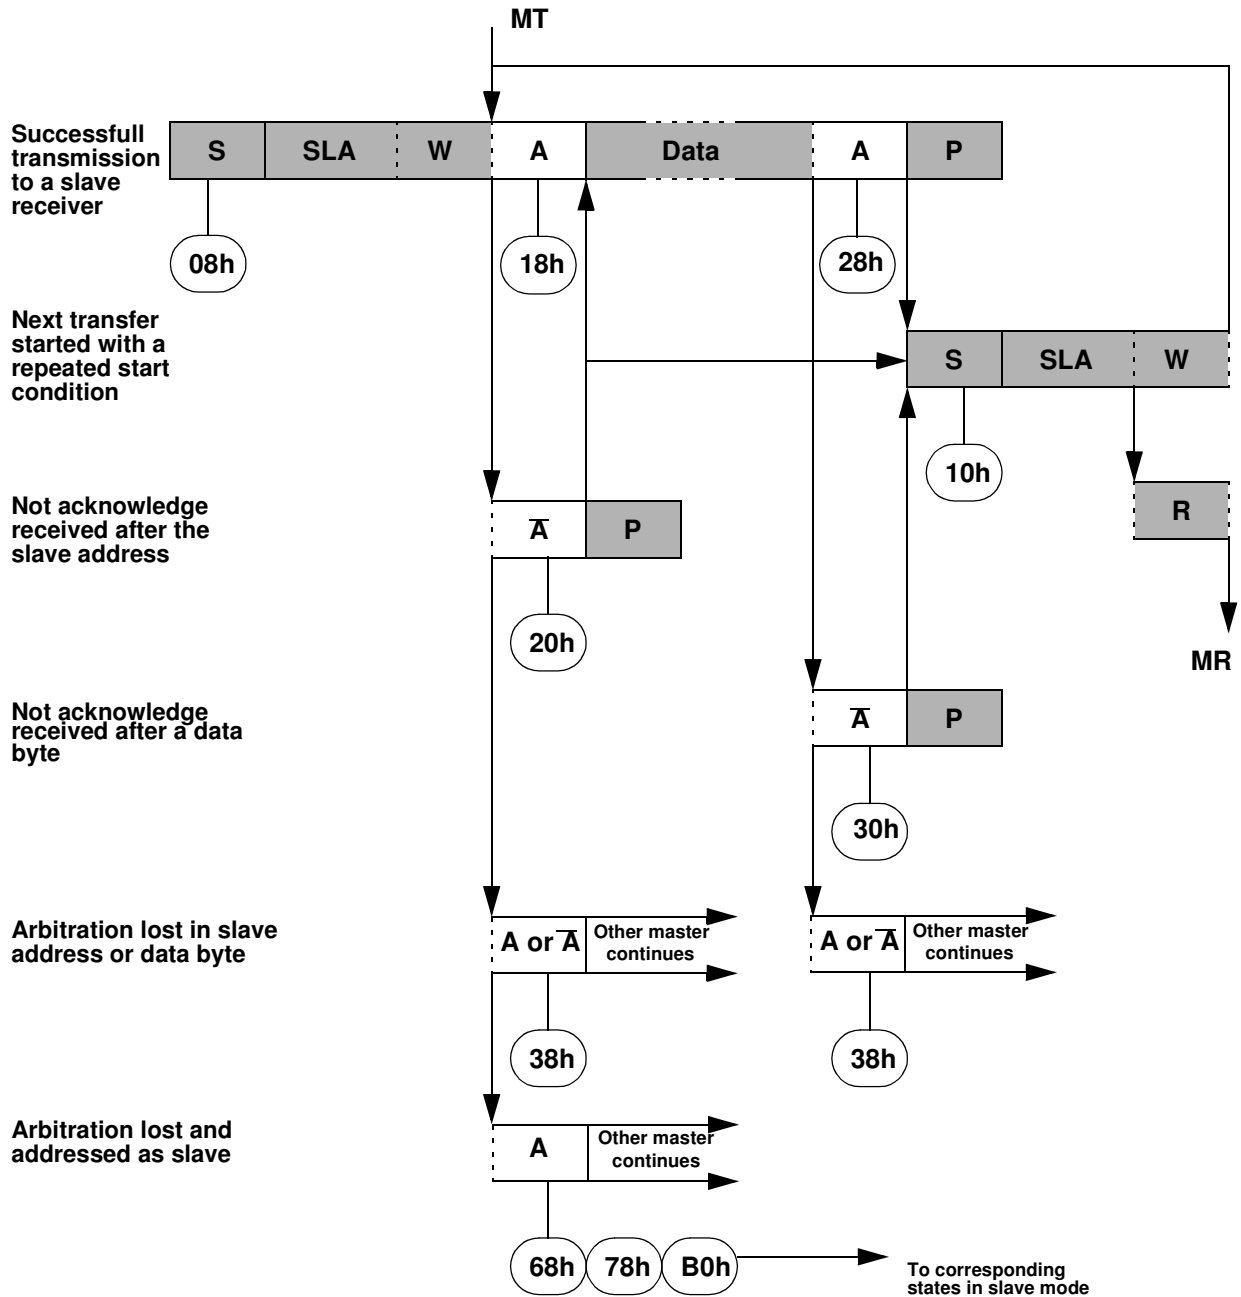 MT
Successfull
transmission
to a slave
receiver
S SLA W A Data A P
08h 18h 28h
Next transfer
started with a
repeated start
condition
S SLA W
10h
Not acknowledge
received after the
slave address
A̅ P
R
20h
MR
Not acknowledge
received after a data
byte
A̅ P
30h
Arbitration lost in slave
address or data byte
A or A̅
Other master
continues
A or A̅
Other master
continues
38h 38h
Arbitration lost and
addressed as slave
A
Other master
continues
68h 78h B0h
To corresponding
states in slave mode